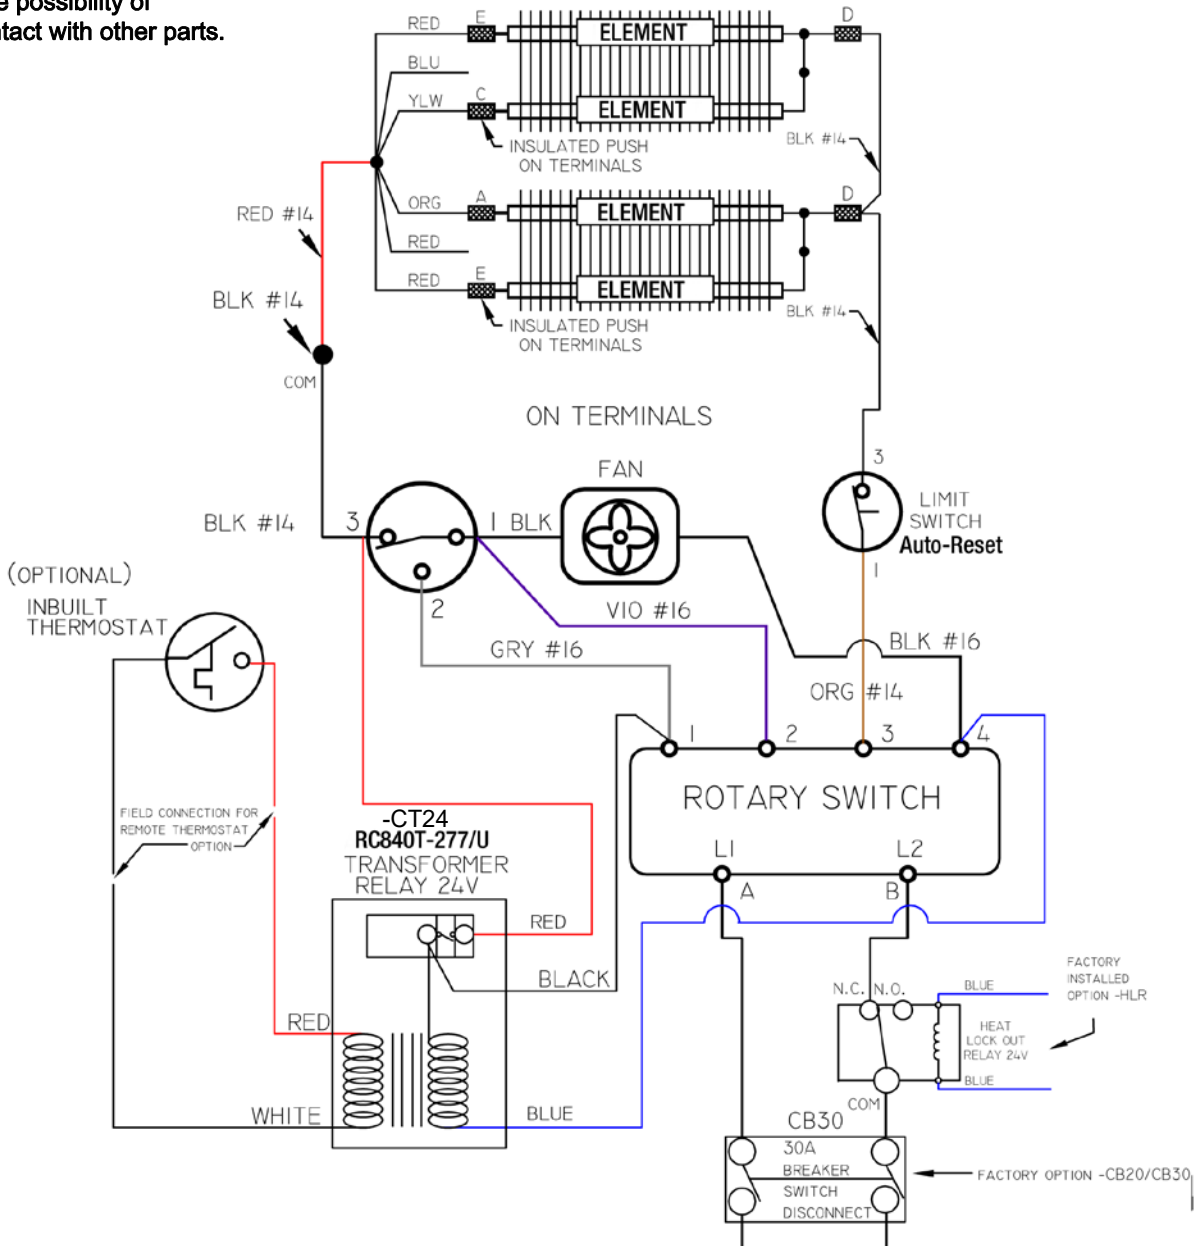 e possibility of
ntact with other parts.
RED E ELEMENT D
BLU
YLW C ELEMENT
INSULATED PUSH
ON TERMINALS
BLK #14
ORG A ELEMENT D
RED
RED E ELEMENT
INSULATED PUSH
ON TERMINALS
BLK #14
RED #14
BLK #14
COM
ON TERMINALS
FAN
BLK #14 3 1 BLK
2
3
LIMIT
SWITCH
Auto-Reset
1
(OPTIONAL)
INBUILT
THERMOSTAT
VIO #16
GRY #16
BLK #16
ORG #14
1 2 3 4
ROTARY SWITCH
L1 L2
A B
FIELD CONNECTION FOR
REMOTE THERMOSTAT
OPTION
-CT24
RC840T-277/U
TRANSFORMER
RELAY 24V
RED
BLACK
RED
WHITE
BLUE
N.C. N.O.
BLUE
HEAT
LOCK OUT
RELAY 24V
BLUE
COM
FACTORY
INSTALLED
OPTION -HLR
CB30
30A
BREAKER
SWITCH
DISCONNECT
FACTORY OPTION -CB20/CB30